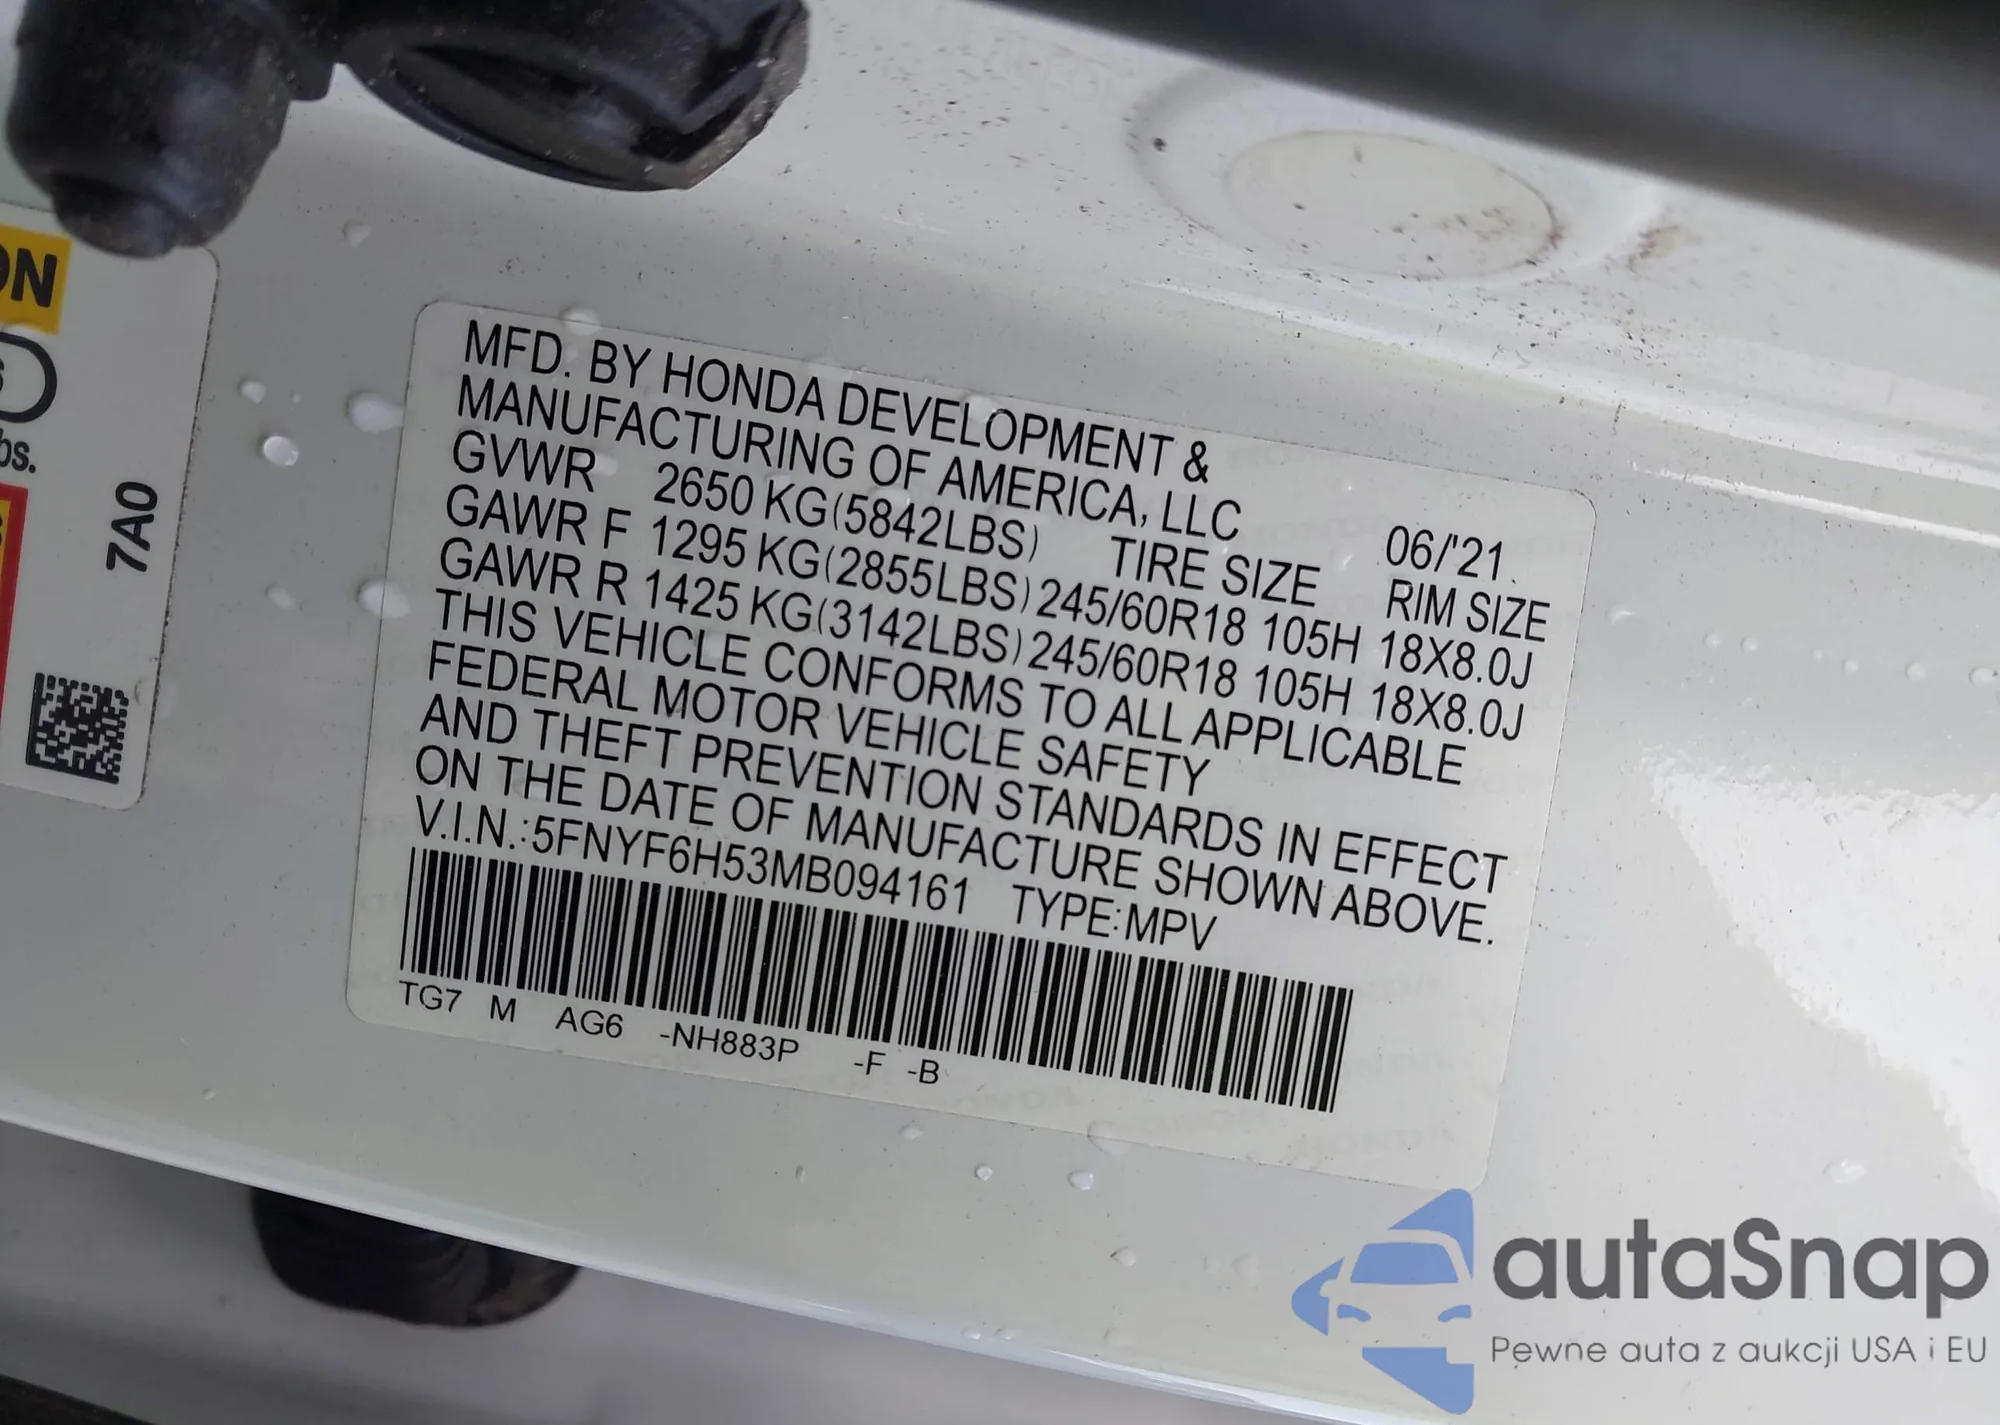 ON
bs.
7A0
MFD. BY HONDA DEVELOPMENT &
MANUFACTURING OF AMERICA, LLC 06/'21
GVWR 2650 KG(5842LBS) TIRE SIZE RIM SIZE
GAWR F 1295 KG(2855LBS) 245/60R18 105H 18X8.0J
GAWR R 1425 KG(3142LBS) 245/60R18 105H 18X8.0J
THIS VEHICLE CONFORMS TO ALL APPLICABLE
FEDERAL MOTOR VEHICLE SAFETY
AND THEFT PREVENTION STANDARDS IN EFFECT
ON THE DATE OF MANUFACTURE SHOWN ABOVE.
V.I.N.:5FNYF6H53MB094161 TYPE:MPV
TG7 M AG6 -NH883P -F -B
autaSnap
Pewne auta z aukcji USA i EU